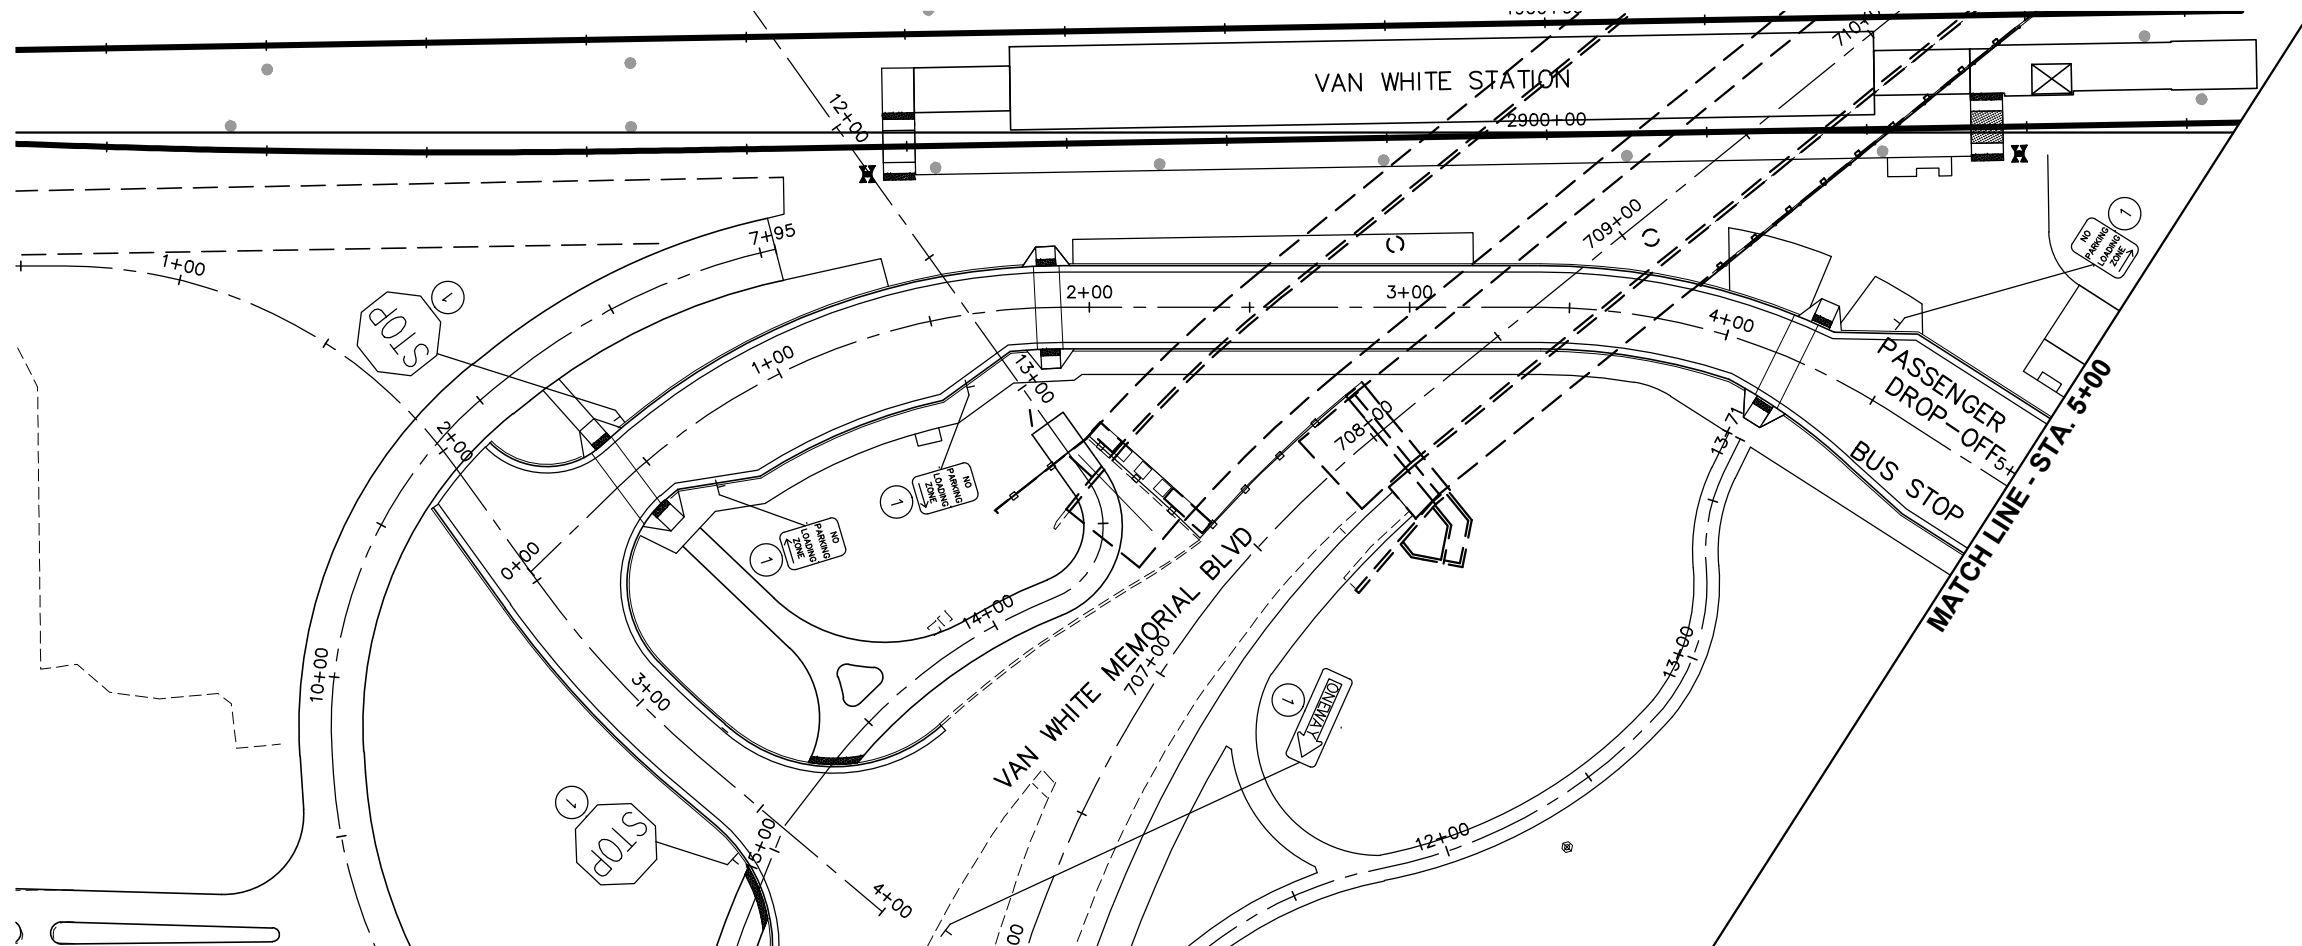 VAN WHITE STATION
2900+00
12+00
710+
709+00
7+95
1+00
2+00
3+00
4+00
1+00
STOP
1
NO
PARKING
LOADING
ZONE
1
PASSENGER
DROP-OFF
BUS STOP
5+
MATCH LINE - STA. 5+00
13+00
708+00
13+71
2+00
0+00
NO
PARKING
LOADING
ZONE
1
NO
PARKING
LOADING
ZONE
1
14+00
VAN WHITE MEMORIAL BLVD
707+00
10+00
3+00
13+00
ONEWAY
1
STOP
1
15+00
12+00
4+00
00